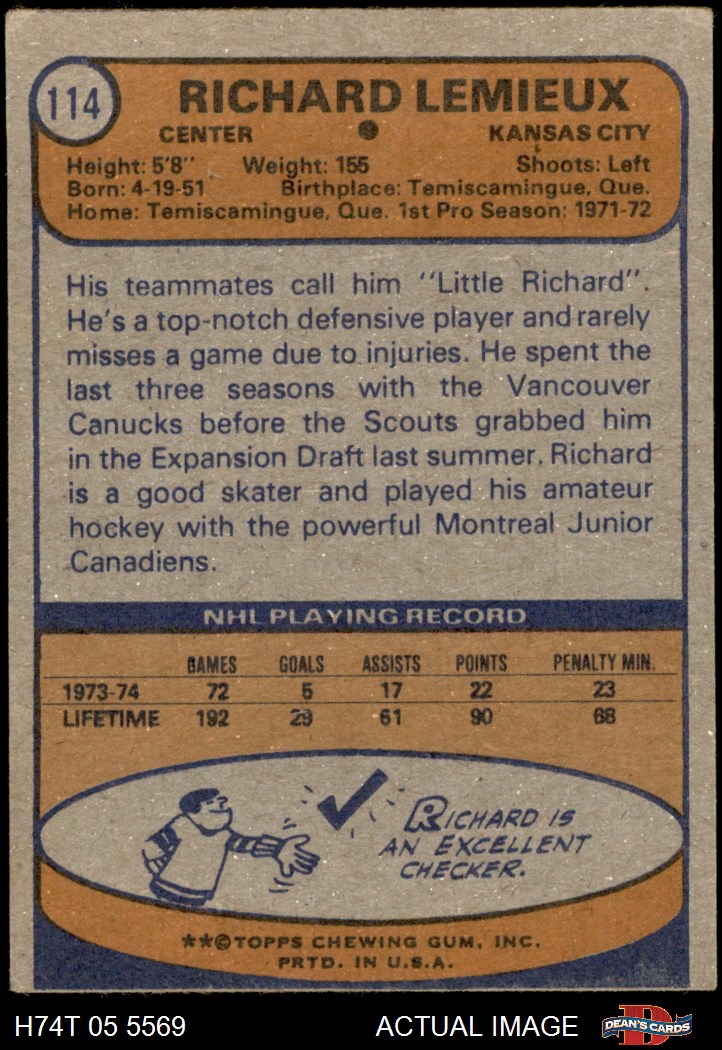 114
RICHARD LEMIEUX
CENTER ● KANSAS CITY
Height: 5'8'' Weight: 155 Shoots: Left
Born: 4-19-51 Birthplace: Temiscamingue, Que.
Home: Temiscamingue, Que. 1st Pro Season: 1971-72
His teammates call him ''Little Richard''.
He's a top-notch defensive player and rarely
misses a game due to injuries. He spent the
last three seasons with the Vancouver
Canucks before the Scouts grabbed him
in the Expansion Draft last summer. Richard
is a good skater and played his amateur
hockey with the powerful Montreal Junior
Canadiens.
NHL PLAYING RECORD
GAMES GOALS ASSISTS POINTS PENALTY MIN.
1973-74 72 5 17 22 23
LIFETIME 192 29 61 90 68
RICHARD IS
AN EXCELLENT
CHECKER.
**©TOPPS CHEWING GUM, INC.
PRTD. IN U.S.A.
H74T 05 5569 ACTUAL IMAGE D DEAN'S CARDS